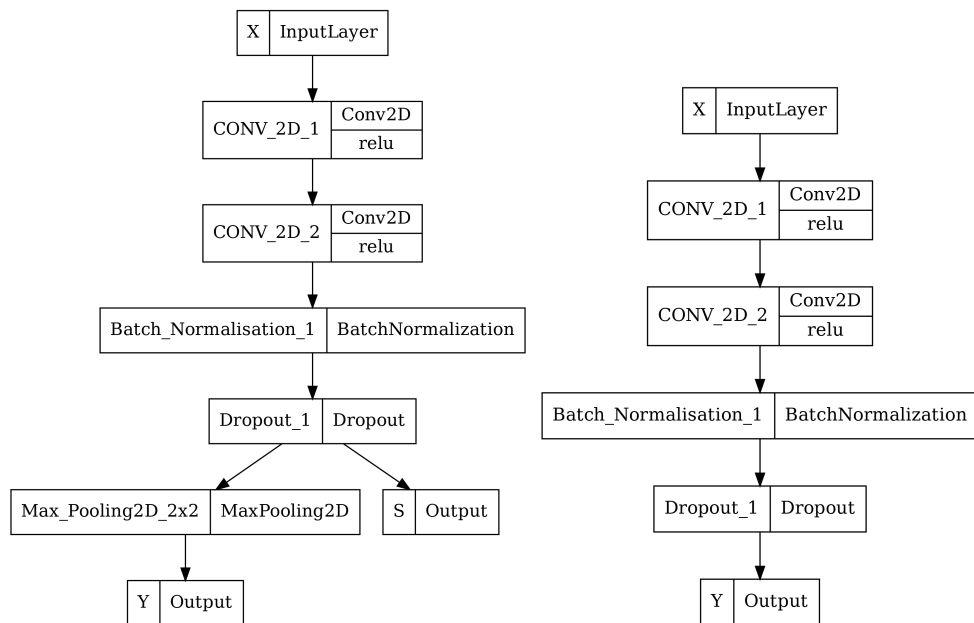 X InputLayer
CONV_2D_1 Conv2D
relu
CONV_2D_2 Conv2D
relu
Batch_Normalisation_1 BatchNormalization
Dropout_1 Dropout
Max_Pooling2D_2x2 MaxPooling2D
S Output
Y Output
X InputLayer
CONV_2D_1 Conv2D
relu
CONV_2D_2 Conv2D
relu
Batch_Normalisation_1 BatchNormalization
Dropout_1 Dropout
Y Output